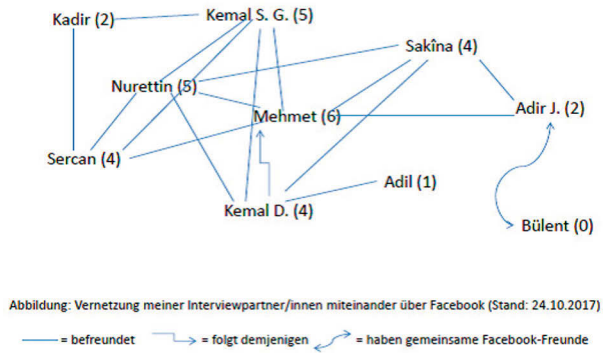 Kadir (2)
Kemal S. G. (5)
Sakîna (4)
Nurettin (5)
Mehmet (6)
Adir J. (2)
Sercan (4)
Adil (1)
Kemal D. (4)
Bülent (0)
Abbildung: Vernetzung meiner Interviewpartner/innen miteinander über Facebook (Stand: 24.10.2017)
= befreundet = folgt demjenigen = haben gemeinsame Facebook-Freunde